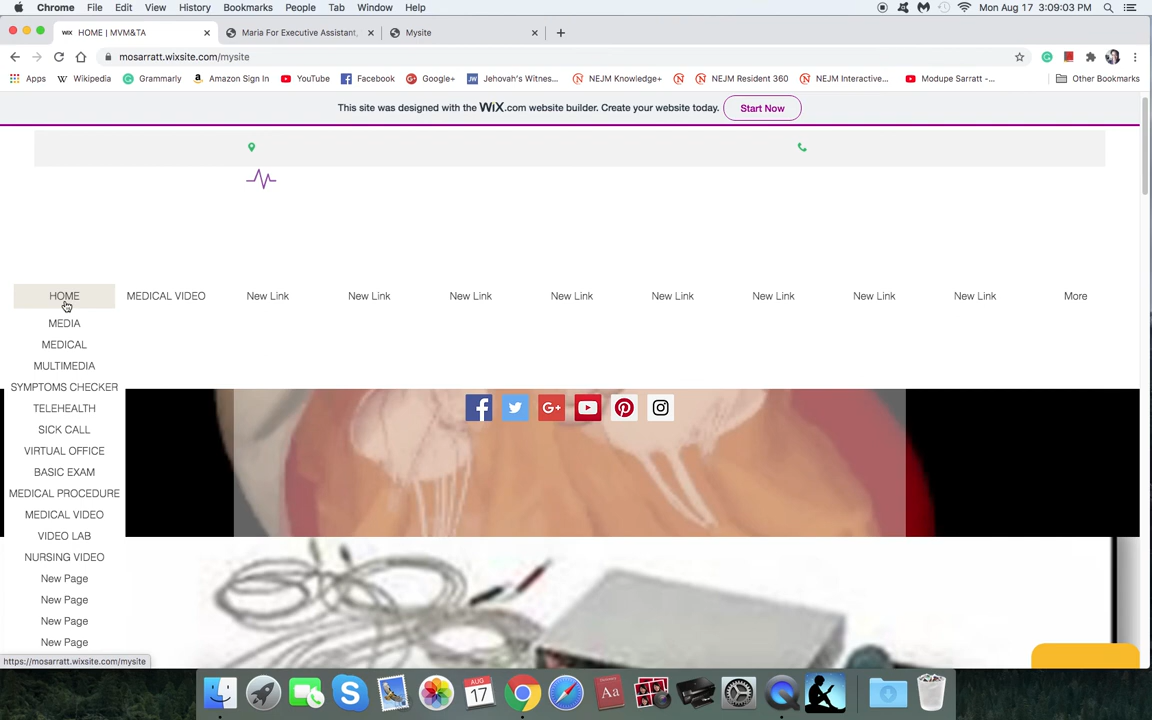 Chrome File Edit View History Bookmarks People Tab Window Help Mon Aug 17 3:09:03 PM
WiX HOME | MVM&TA Maria For Executive Assistant, Mysite
mosarratt.wixsite.com/mysite
Apps Wikipedia Grammarly Amazon Sign In YouTube Facebook Google+ Jehovah's Witnes... NEJM Knowledge+ NEJM Resident 360 NEJM Interactive... Modupe Sarratt -... Other Bookmarks
This site was designed with the WiX.com website builder. Create your website today. Start Now
HOME MEDICAL VIDEO New Link New Link New Link New Link New Link New Link New Link New Link More
MEDIA
MEDICAL
MULTIMEDIA
SYMPTOMS CHECKER
TELEHEALTH
SICK CALL
VIRTUAL OFFICE
BASIC EXAM
MEDICAL PROCEDURE
MEDICAL VIDEO
VIDEO LAB
NURSING VIDEO
New Page
New Page
New Page
New Page
https://mosarratt.wixsite.com/mysite
AUG
17